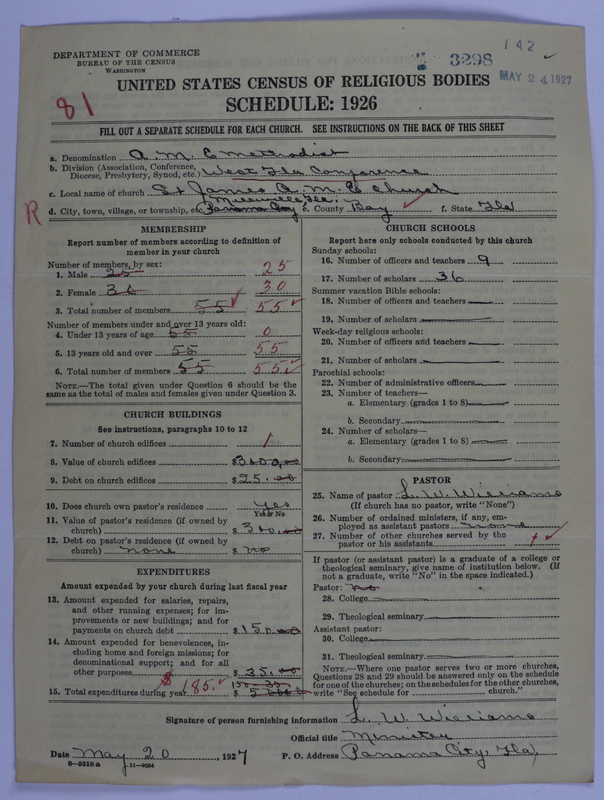 DEPARTMENT OF COMMERCE
BUREAU OF THE CENSUS
WASHINGTON
3298
142
MAY 24 1927
UNITED STATES CENSUS OF RELIGIOUS BODIES
SCHEDULE: 1926
81
FILL OUT A SEPARATE SCHEDULE FOR EACH CHURCH. SEE INSTRUCTIONS ON THE BACK OF THIS SHEET
a. Denomination A M E Methodist
b. Division (Association, Conference, Diocese, Presbytery, Synod, etc.) West Fla Conference
c. Local name of church St James A. M. E Church
Millville, Fla.
R
d. City, town, village, or township, etc. Panama City e. County Bay f. State Fla
MEMBERSHIP
Report number of members according to definition of member in your church
Number of members, by sex:
1. Male 25 25
2. Female 36 30
3. Total number of members 55 55
Number of members under and over 13 years old:
4. Under 13 years of age 55 0
5. 13 years old and over 55 55
6. Total number of members 55 55
NOTE.—The total given under Question 6 should be the same as the total of males and females given under Question 3.
CHURCH BUILDINGS
See instructions, paragraphs 10 to 12
7. Number of church edifices 1
8. Value of church edifices $3000.00
9. Debt on church edifices $25.00
10. Does church own pastor's residence Yes
Yes or No
11. Value of pastor's residence (if owned by church) $300.00
12. Debt on pastor's residence (if owned by church) none $ no
EXPENDITURES
Amount expended by your church during last fiscal year
13. Amount expended for salaries, repairs, and other running expenses; for improvements or new buildings; and for payments on church debt $150.00
14. Amount expended for benevolences, including home and foreign missions; for denominational support; and for all other purposes $35.00
15. Total expenditures during year $185.
CHURCH SCHOOLS
Report here only schools conducted by this church
Sunday schools:
16. Number of officers and teachers 9
17. Number of scholars 36
Summer vacation Bible schools:
18. Number of officers and teachers
19. Number of scholars
Week-day religious schools:
20. Number of officers and teachers
21. Number of scholars
Parochial schools:
22. Number of administrative officers
23. Number of teachers—
a. Elementary (grades 1 to 8)
b. Secondary
24. Number of scholars—
a. Elementary (grades 1 to 8)
b. Secondary
PASTOR
25. Name of pastor L. W. Williams
(If church has no pastor, write "None")
26. Number of ordained ministers, if any, employed as assistant pastors none
27. Number of other churches served by the pastor or his assistants 1
If pastor (or assistant pastor) is a graduate of a college or theological seminary, give name of institution below. (If not a graduate, write "No" in the space indicated.)
Pastor: No
28. College
29. Theological seminary
Assistant pastor:
30. College
31. Theological seminary
NOTE.—Where one pastor serves two or more churches, Questions 28 and 29 should be answered only on the schedule for one of the churches; on the schedules for the other churches, write "See schedule for church."
Signature of person furnishing information L. W. Williams
Official title Minister
Date May 20, 1927 P. O. Address Panama City, Fla.
8—5518a 11—9034